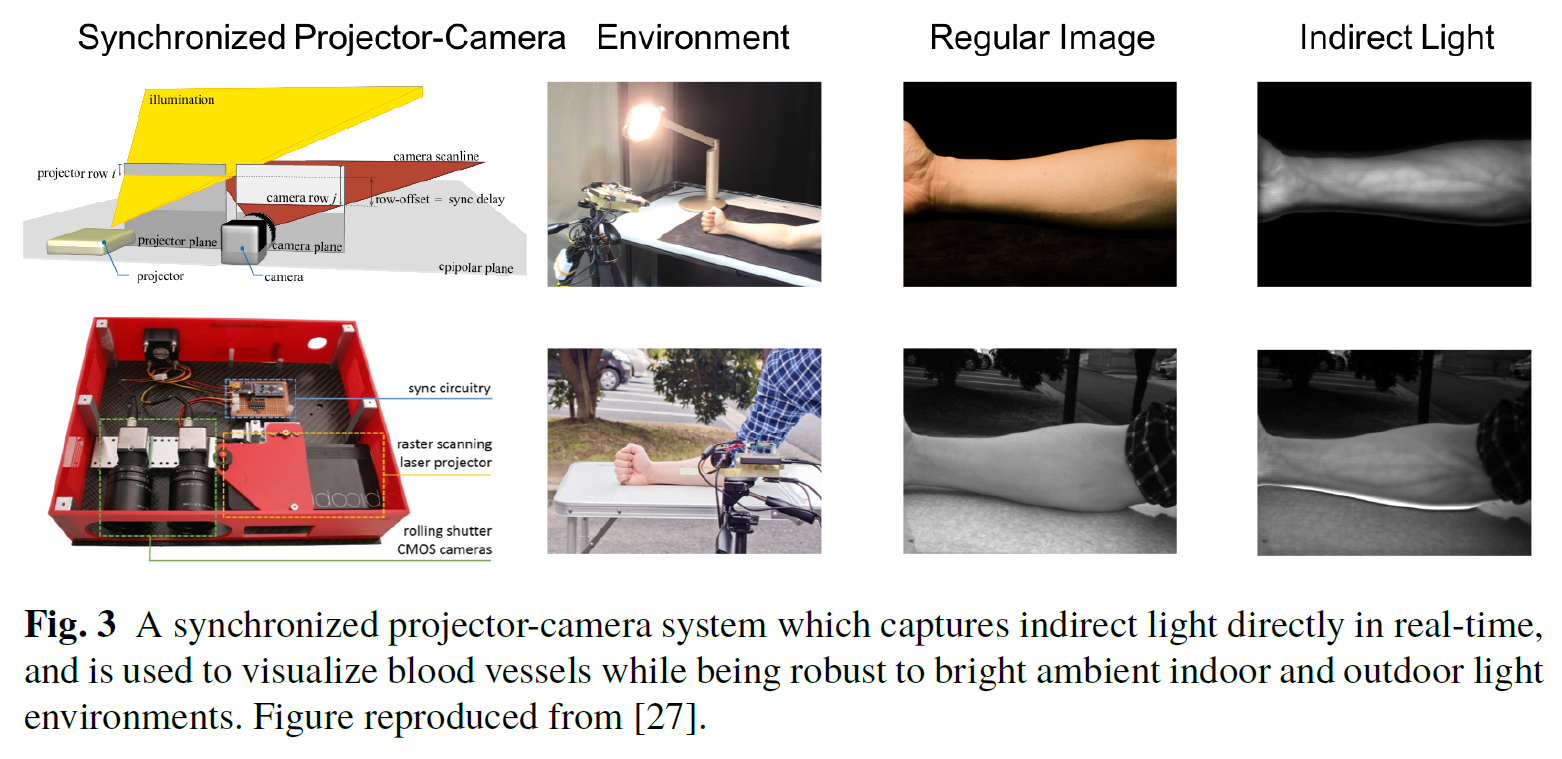 Synchronized Projector-Camera
Environment
Regular Image
Indirect Light
illumination
projector row i
camera scanline
camera row j
row-offset = sync delay
projector plane
camera plane
epipolar plane
projector
camera
sync circuitry
raster scanning
laser projector
rolling shutter
CMOS cameras
Fig. 3 A synchronized projector-camera system which captures indirect light directly in real-time,
and is used to visualize blood vessels while being robust to bright ambient indoor and outdoor light
environments. Figure reproduced from [27].